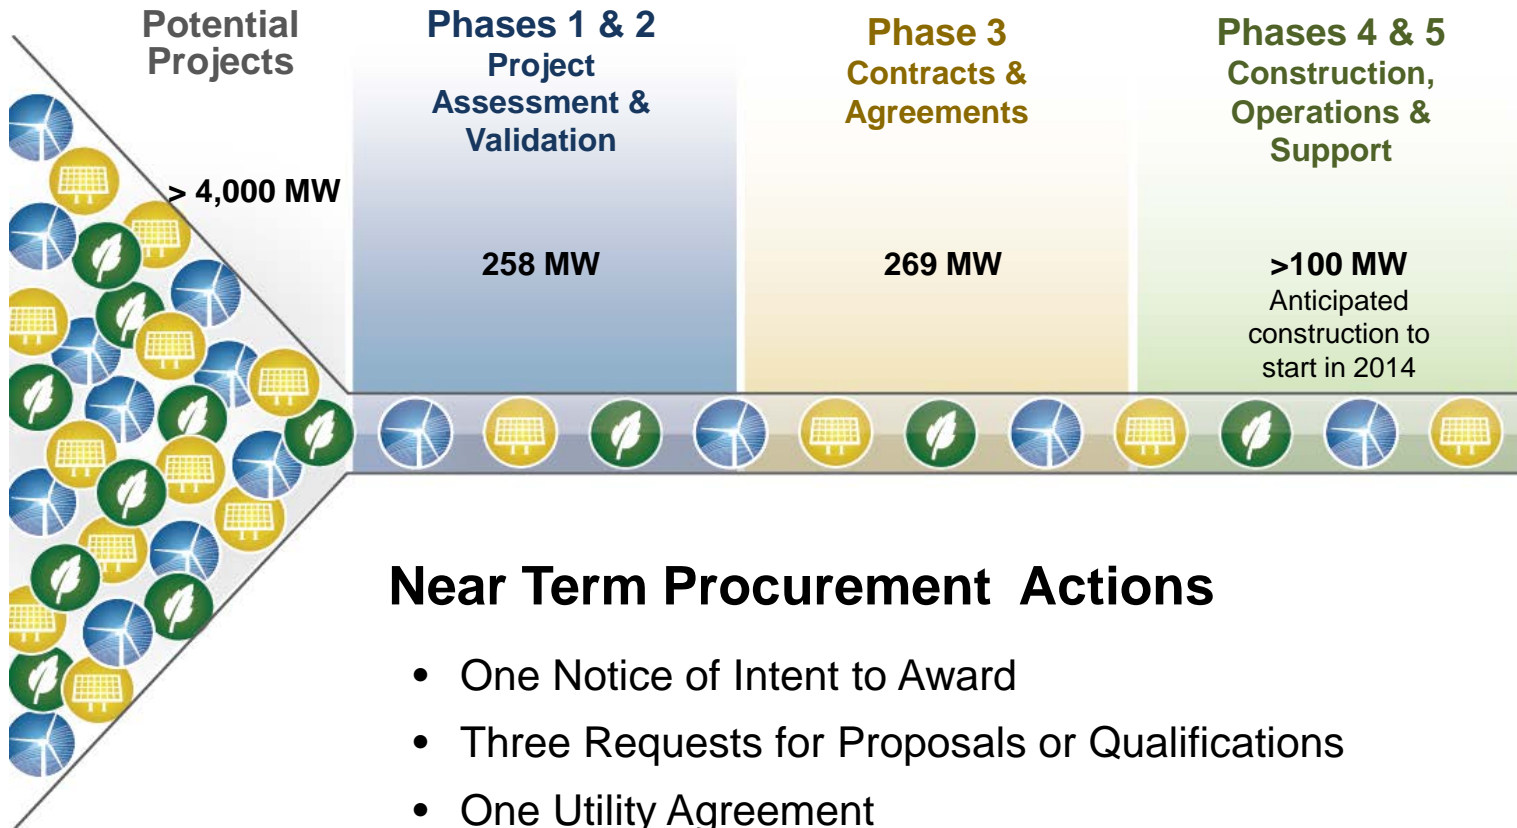 Potential
Projects
> 4,000 MW
Phases 1 & 2
Project
Assessment &
Validation
258 MW
Phase 3
Contracts &
Agreements
269 MW
Phases 4 & 5
Construction,
Operations &
Support
>100 MW
Anticipated
construction to
start in 2014
Near Term Procurement  Actions
• One Notice of Intent to Award
• Three Requests for Proposals or Qualifications
• One Utility Agreement